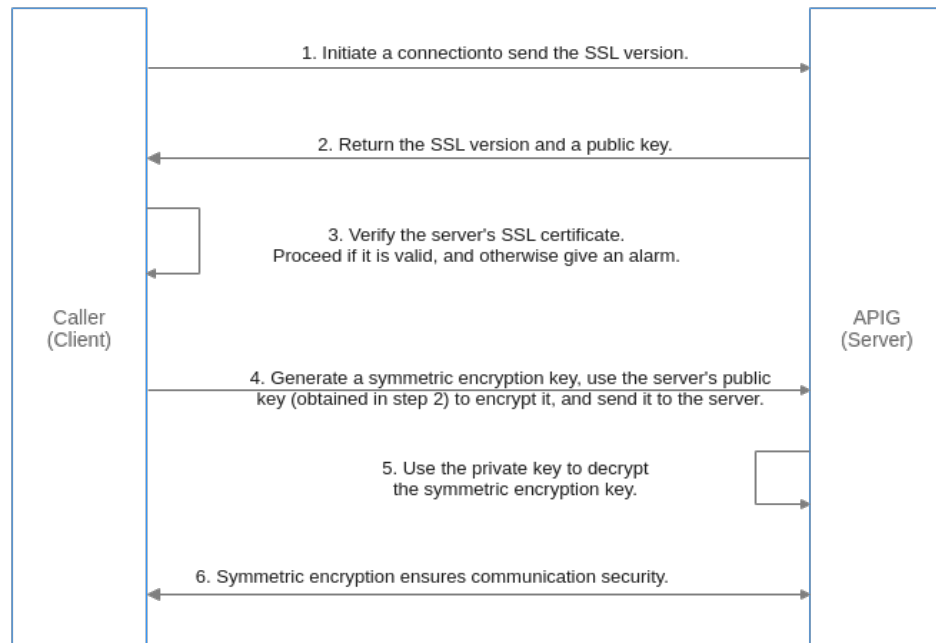 1. Initiate a connectionto send the SSL version.
2. Return the SSL version and a public key.
3. Verify the server's SSL certificate.
Proceed if it is valid, and otherwise give an alarm.
Caller
(Client)
APIG
(Server)
4. Generate a symmetric encryption key, use the server's public
key (obtained in step 2) to encrypt it, and send it to the server.
5. Use the private key to decrypt
the symmetric encryption key.
6. Symmetric encryption ensures communication security.